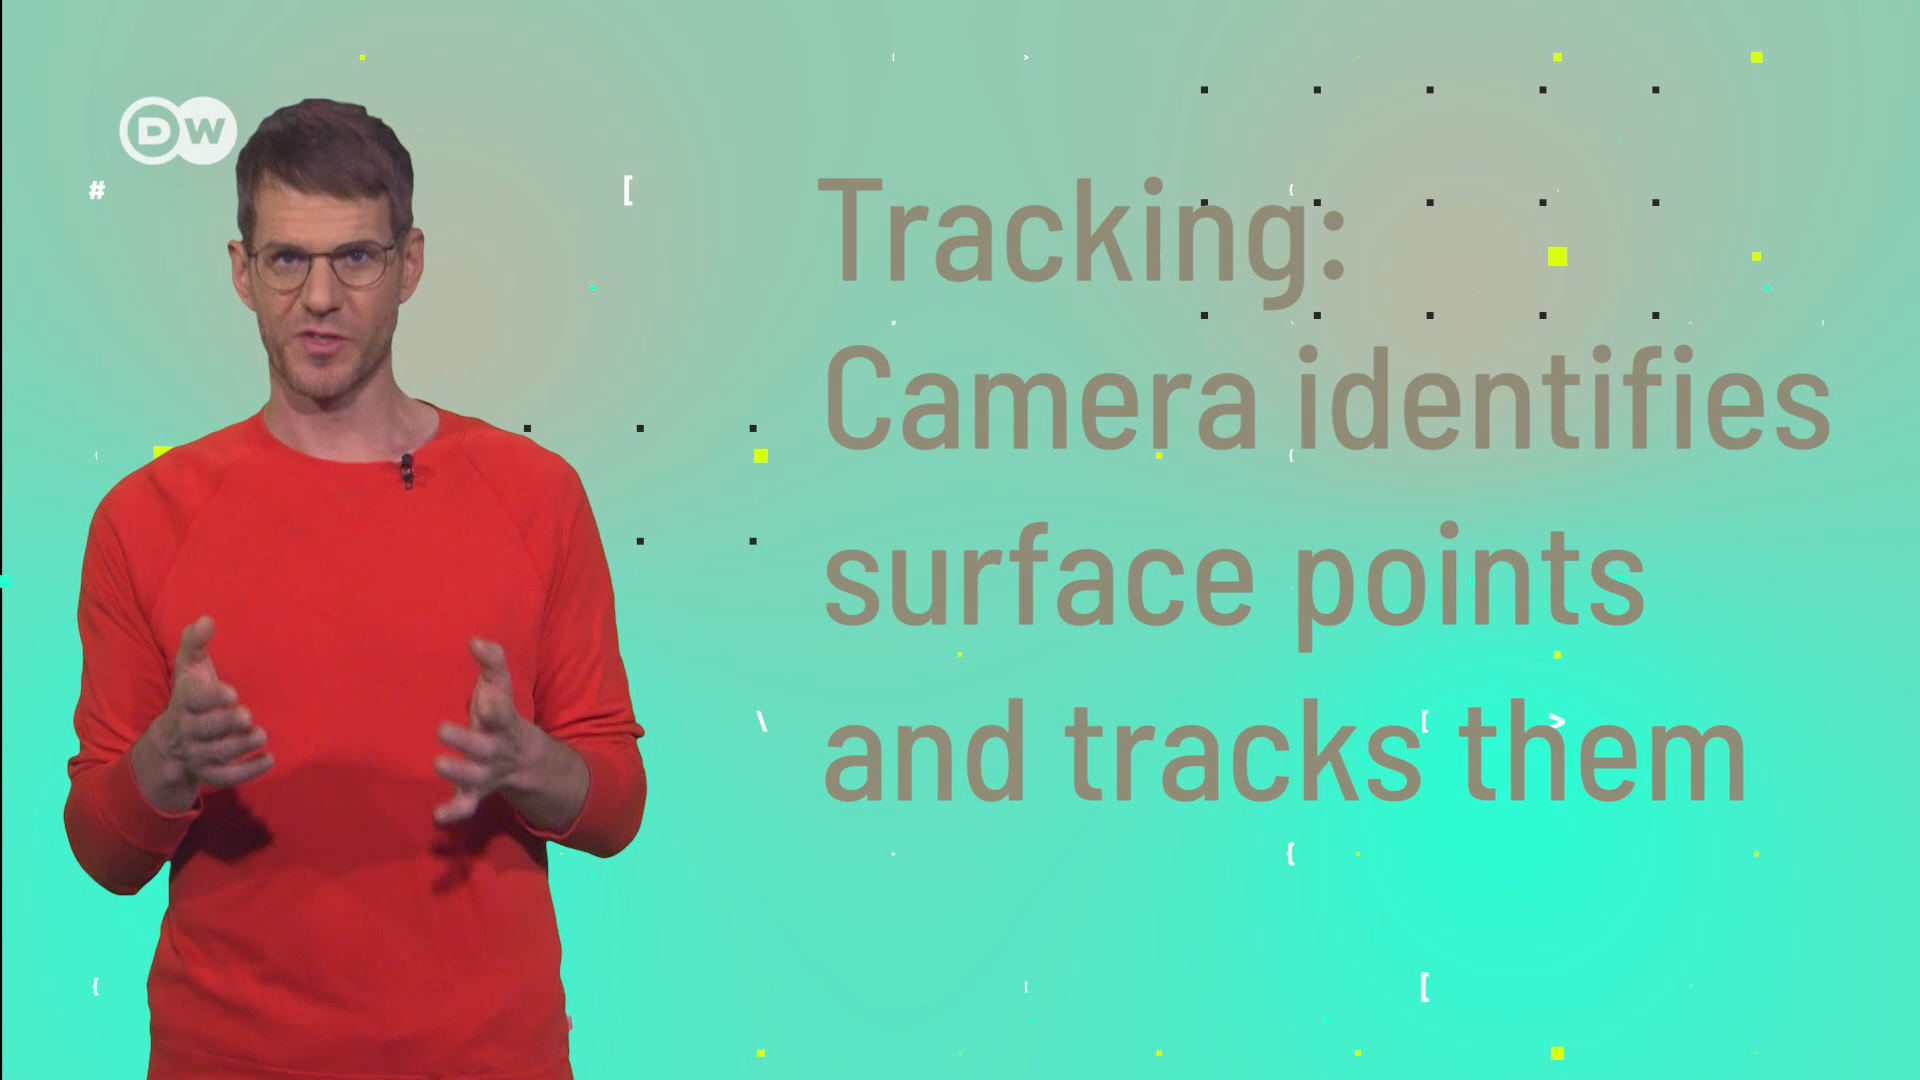 DW
Tracking:
Camera identifies
surface points
and tracks them